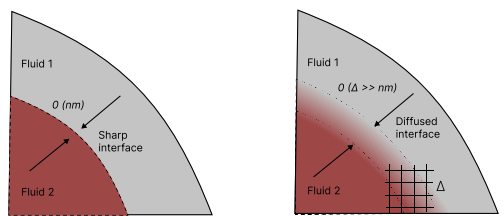 Fluid 1
0 (nm)
Sharp
interface
Fluid 2
Fluid 1
0 (Δ >> nm)
Diffused
interface
Fluid 2
Δ